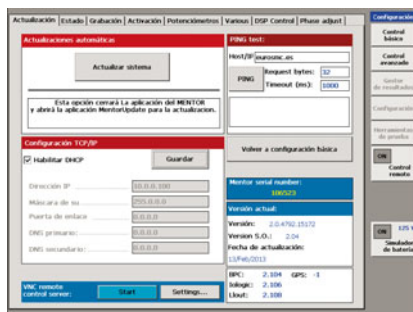 Actualización Estado Grabación Activación Potenciómetros Various DSP Control Phase adjust
Actualizaciones automáticas
Actualizar sistema
Esta opción cerrará La aplicación del MENTOR
y abrirá la aplicación MentorUpdate para la actualizacion.
PING test:
Host/IP eurosmc.es
PING
Request bytes: 32
Timeout (ms): 1000
Configuración TCP/IP
Habilitar DHCP
Guardar
Dirección IP 10.0.0.100
Máscara de su 255.0.0.0
Puerta de enlace 0.0.0.0
DNS primario: 0.0.0.0
DNS secundario: 0.0.0.0
VNC remote
control server:
Start
Settings...
Volver a configuración básica
Mentor serial number:
106523
Versión actual:
Versión: 2.0.4792.15172
Version S.O.: 2.04
Fecha de actualización:
13/Feb/2013
BPC: 2.104 GPS: -1
Iologic: 2.106
Llout: 2.108
Configuración
Control
básico
Control
avanzado
Gestor
de resultados
Configuración
Herramientas
de prueba
ON
Control
remoto
ON
125 V
Simulador
de batería